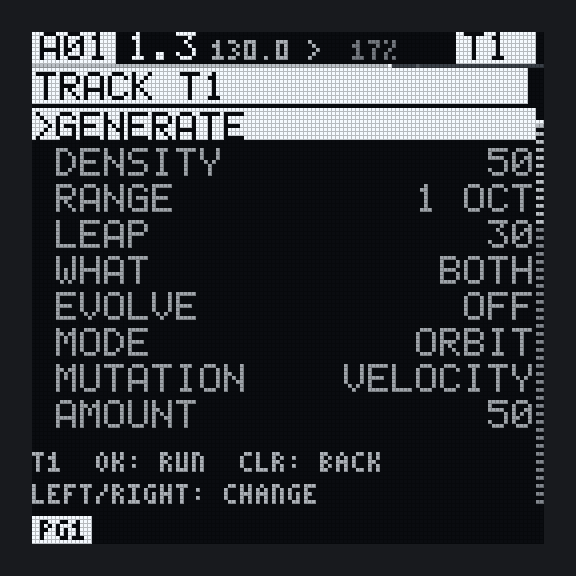 A01 1.3 130.0 > 17% T1
TRACK T1
>GENERATE
DENSITY 50
RANGE 1 OCT
LEAP 30
WHAT BOTH
EVOLVE OFF
MODE ORBIT
MUTATION VELOCITY
AMOUNT 50
T1 OK: RUN CLR: BACK
LEFT/RIGHT: CHANGE
PG1